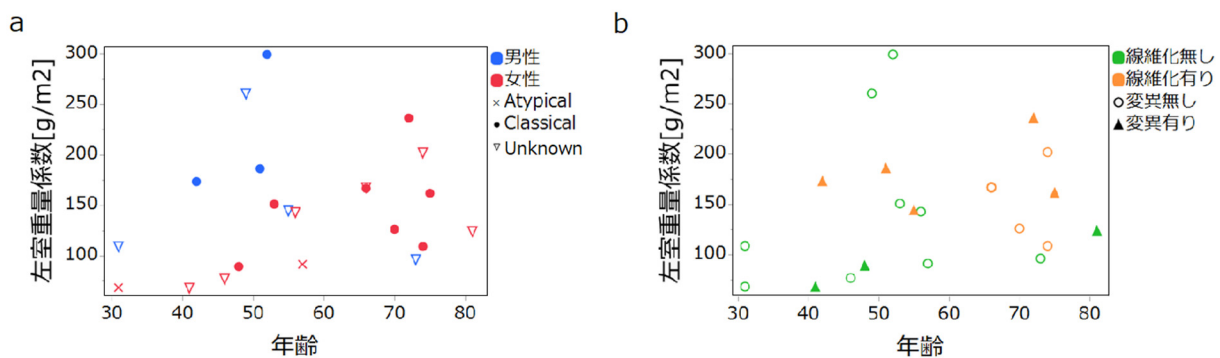 a
左室重量係数[g/m2]
300
250
200
150
100
30 40 50 60 70 80
年齢
男性
女性
Atypical
Classical
Unknown
b
左室重量係数[g/m2]
300
250
200
150
100
30 40 50 60 70 80
年齢
線維化無し
線維化有り
変異無し
変異有り